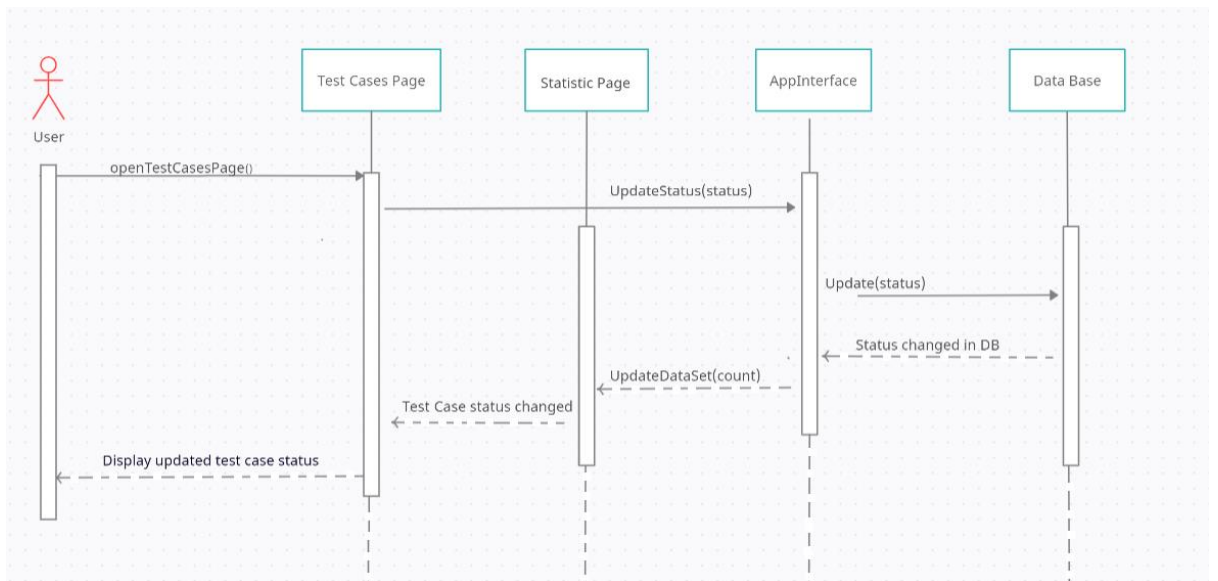 Test Cases Page
Statistic Page
AppInterface
Data Base
User
openTestCasesPage()
UpdateStatus(status)
Update(status)
Status changed in DB
UpdateDataSet(count)
Test Case status changed
Display updated test case status